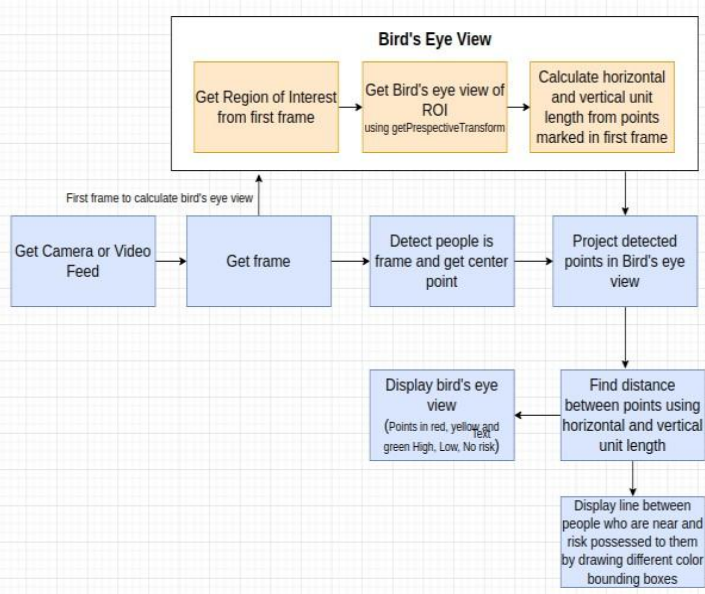 Bird's Eye View
Get Region of Interest
from first frame
Get Bird's eye view of
ROI
using getPrespectiveTransform
Calculate horizontal
and vertical unit
length from points
marked in first frame
First frame to calculate bird's eye view
Get Camera or Video
Feed
Get frame
Detect people is
frame and get center
point
Project detected
points in Bird's eye
view
Display bird's eye
view
(Points in red, yellow and
Text
green High, Low, No risk)
Find distance
between points using
horizontal and vertical
unit length
Display line between
people who are near and
risk possessed to them
by drawing different color
bounding boxes